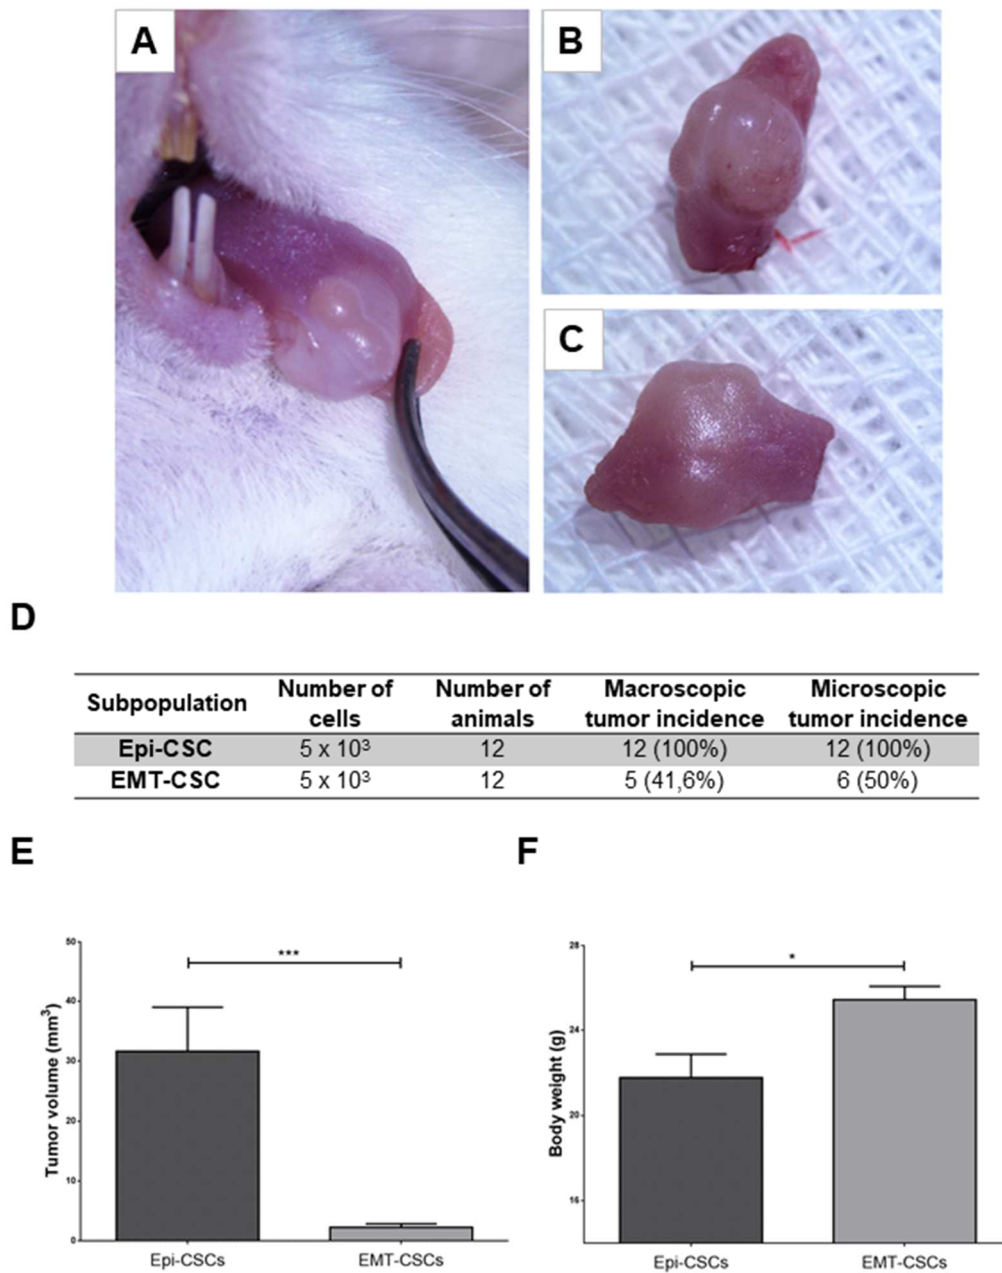 A
B
C
D
Subpopulation Number of cells Number of animals Macroscopic tumor incidence Microscopic tumor incidence
Epi-CSC 5 x 10³ 12 12 (100%) 12 (100%)
EMT-CSC 5 x 10³ 12 5 (41,6%) 6 (50%)
E
F
Tumor volume (mm³)
50
40
30
20
10
0
***
Epi-CSCs EMT-CSCs
Body weight (g)
28
24
20
16
*
Epi-CSCs EMT-CSCs